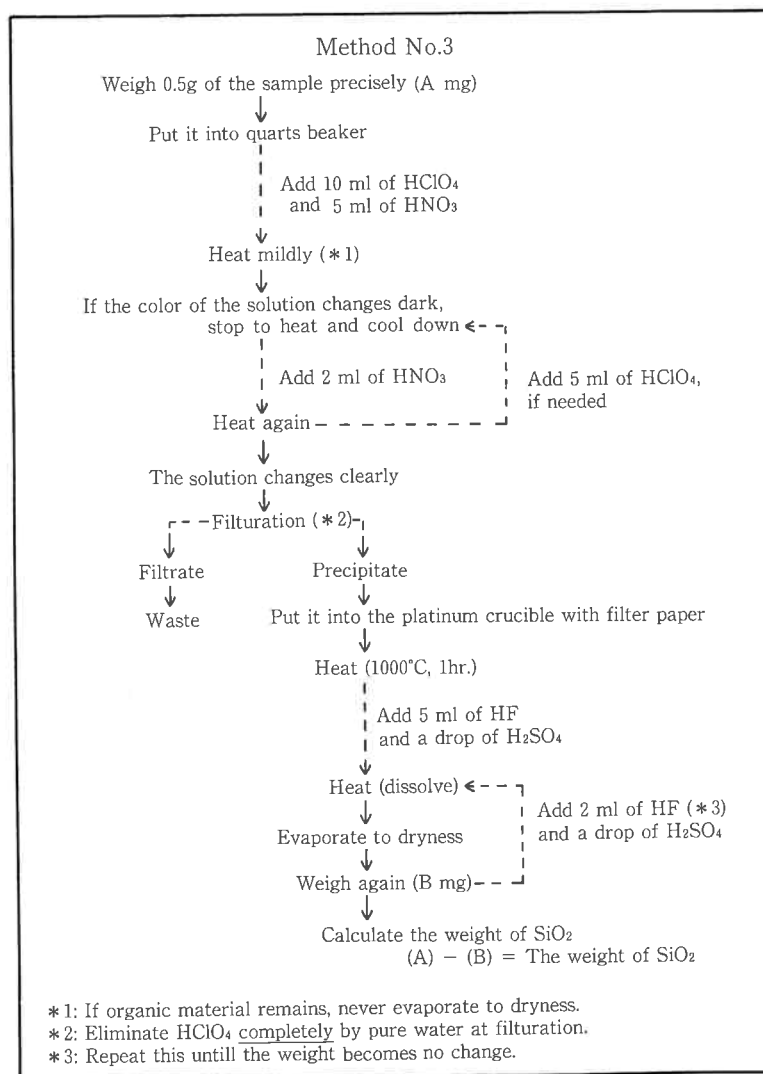 Method No.3
Weigh 0.5g of the sample precisely (A mg)
Put it into quarts beaker
Add 10 ml of HClO₄
and 5 ml of HNO₃
Heat mildly (*1)
If the color of the solution changes dark,
stop to heat and cool down
Add 2 ml of HNO₃
Add 5 ml of HClO₄,
if needed
Heat again
The solution changes clearly
Filturation (*2)
Filtrate
Precipitate
Waste
Put it into the platinum crucible with filter paper
Heat (1000°C, 1hr.)
Add 5 ml of HF
and a drop of H₂SO₄
Heat (dissolve)
Add 2 ml of HF (*3)
and a drop of H₂SO₄
Evaporate to dryness
Weigh again (B mg)
Calculate the weight of SiO₂
(A) − (B) = The weight of SiO₂
*1: If organic material remains, never evaporate to dryness.
*2: Eliminate HClO₄ completely by pure water at filturation.
*3: Repeat this untill the weight becomes no change.